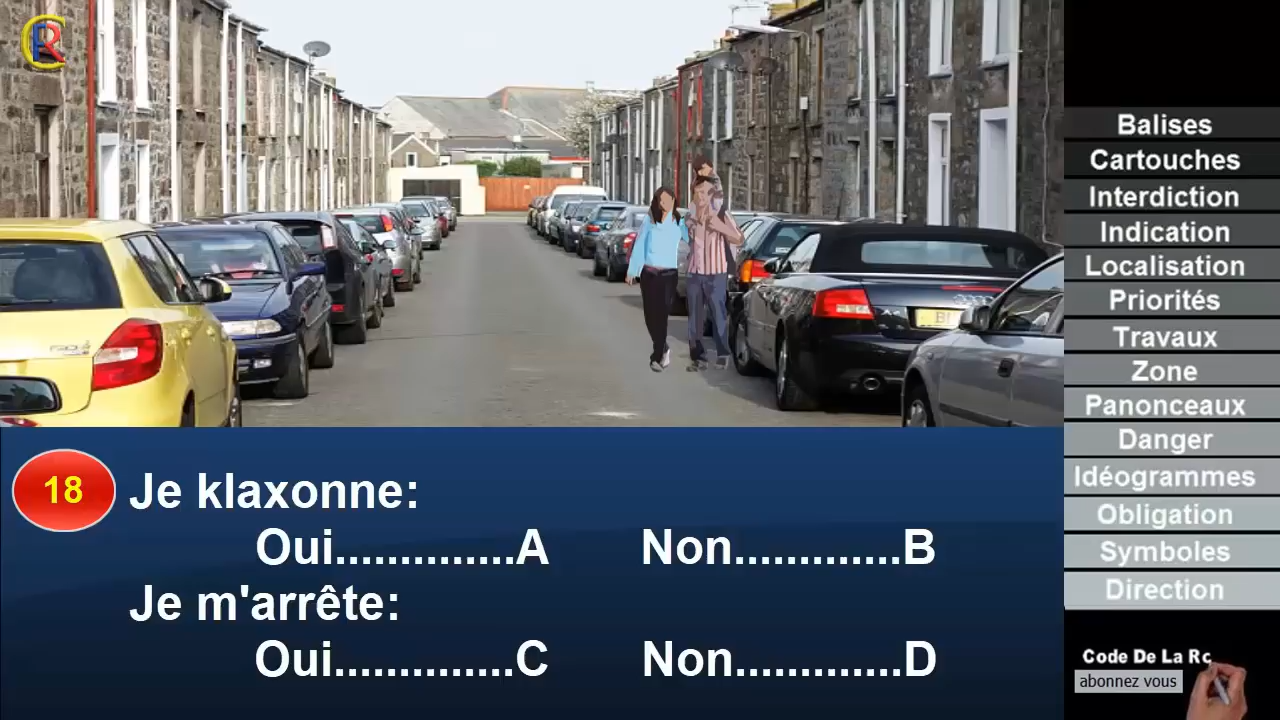 Balises
Cartouches
Interdiction
Indication
Localisation
Priorités
Travaux
Zone
Panonceaux
Danger
Idéogrammes
Obligation
Symboles
Direction
18
Je klaxonne:
Oui..............A Non.............B
Je m'arrête:
Oui..............C Non.............D
Code De La Rc
abonnez vous